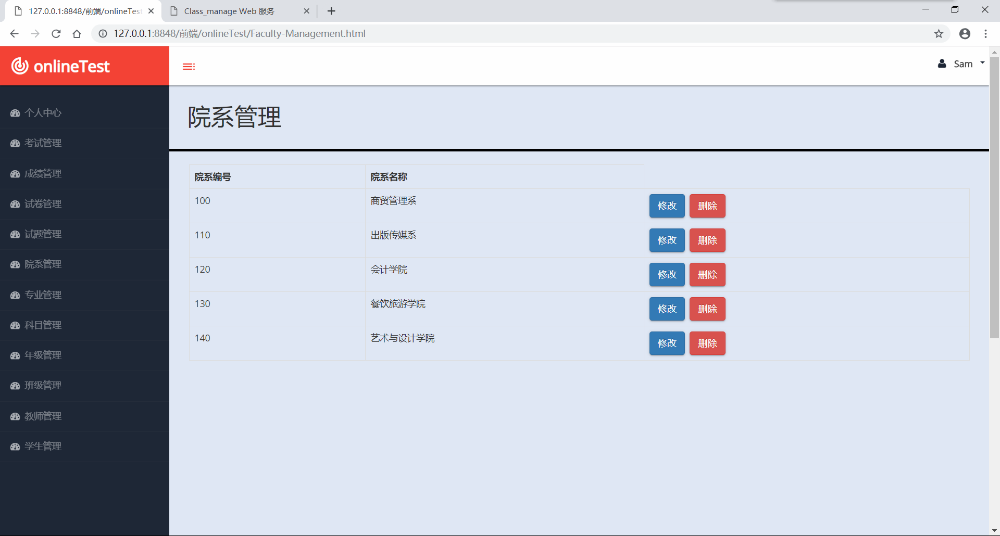 127.0.0.1:8848/前端/onlineTest
Class_manage Web 服务
127.0.0.1:8848/前端/onlineTest/Faculty-Management.html
onlineTest
Sam
个人中心
考试管理
成绩管理
试卷管理
试题管理
院系管理
专业管理
科目管理
年级管理
班级管理
教师管理
学生管理
院系管理
院系编号 院系名称
100 商贸管理系 修改 删除
110 出版传媒系 修改 删除
120 会计学院 修改 删除
130 餐饮旅游学院 修改 删除
140 艺术与设计学院 修改 删除